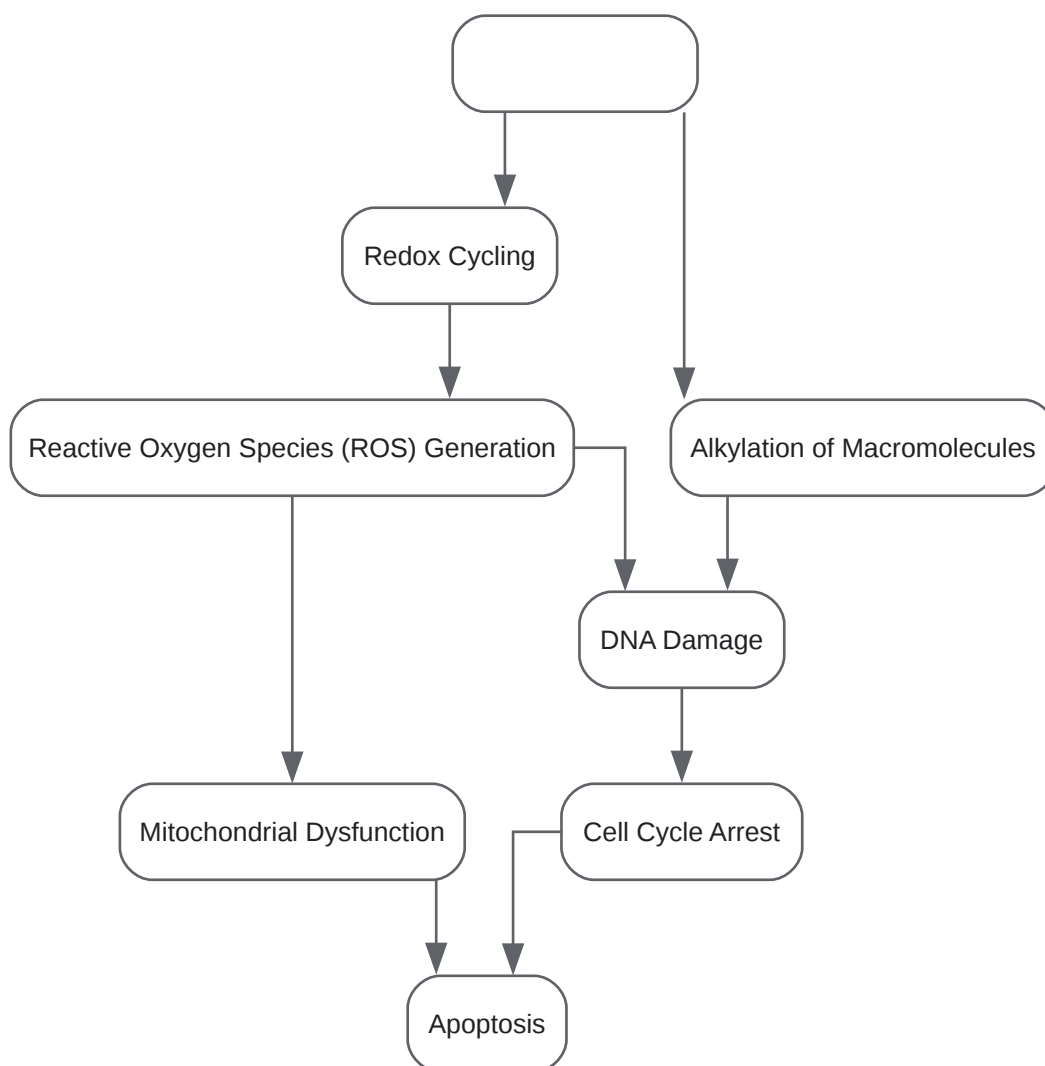 Redox Cycling
Reactive Oxygen Species (ROS) Generation
Alkylation of Macromolecules
DNA Damage
Mitochondrial Dysfunction
Cell Cycle Arrest
Apoptosis